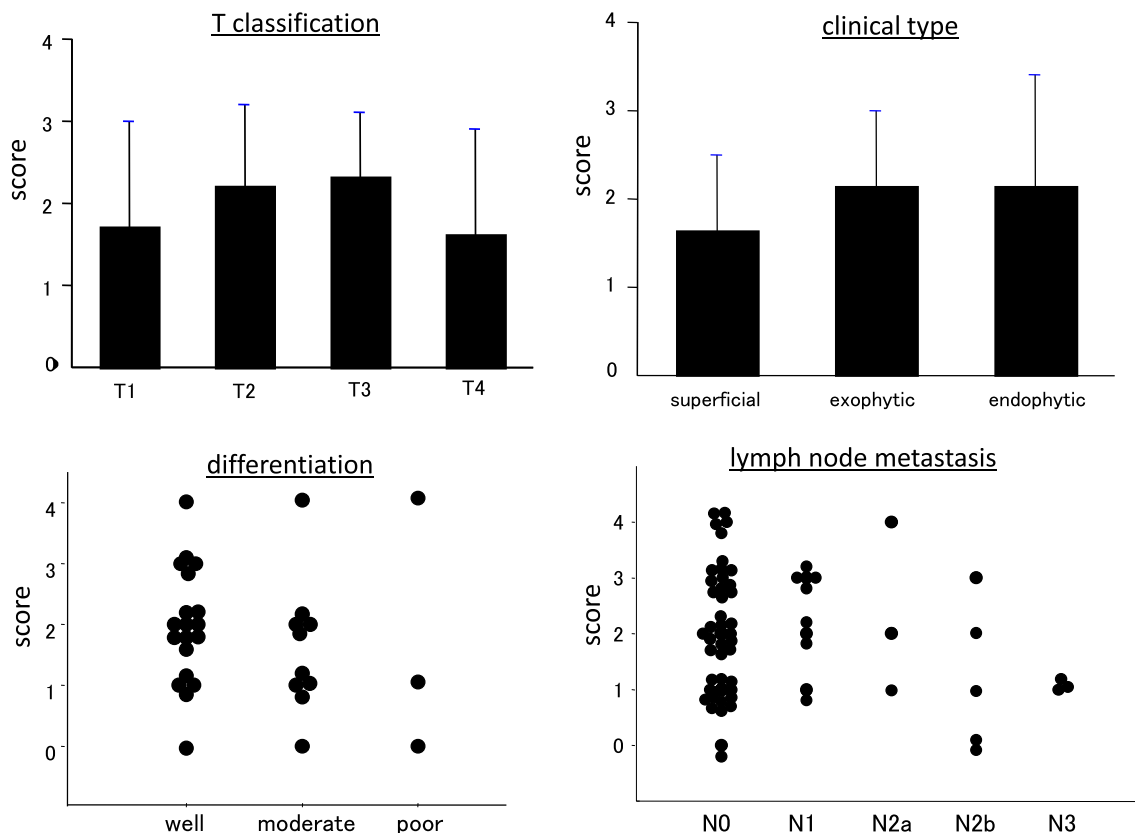 T classification
4
3
2
1
0
score
T1 T2 T3 T4
clinical type
4
3
2
1
0
score
superficial exophytic endophytic
differentiation
4
3
2
1
0
score
well moderate poor
lymph node metastasis
4
3
2
1
0
score
N0 N1 N2a N2b N3